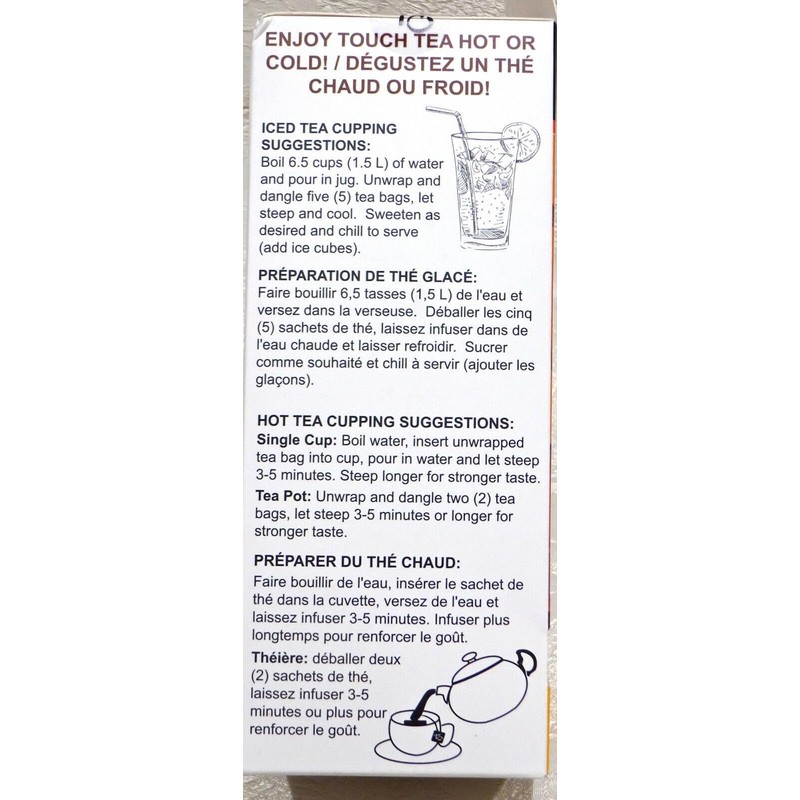 ENJOY TOUCH TEA HOT OR
COLD! / DÉGUSTEZ UN THÉ
CHAUD OU FROID!
ICED TEA CUPPING
SUGGESTIONS:
Boil 6.5 cups (1.5 L) of water
and pour in jug. Unwrap and
dangle five (5) tea bags, let
steep and cool. Sweeten as
desired and chill to serve
(add ice cubes).
PRÉPARATION DE THÉ GLACÉ:
Faire bouillir 6,5 tasses (1,5 L) de l'eau et
versez dans la verseuse. Déballer les cinq
(5) sachets de thé, laissez infuser dans de
l'eau chaude et laisser refroidir. Sucrer
comme souhaité et chill à servir (ajouter les
glaçons).
HOT TEA CUPPING SUGGESTIONS:
Single Cup: Boil water, insert unwrapped
tea bag into cup, pour in water and let steep
3-5 minutes. Steep longer for stronger taste.
Tea Pot: Unwrap and dangle two (2) tea
bags, let steep 3-5 minutes or longer for
stronger taste.
PRÉPARER DU THÉ CHAUD:
Faire bouillir de l'eau, insérer le sachet de
thé dans la cuvette, versez de l'eau et
laissez infuser 3-5 minutes. Infuser plus
longtemps pour renforcer le goût.
Théière: déballer deux
(2) sachets de thé,
laissez infuser 3-5
minutes ou plus pour
renforcer le goût.